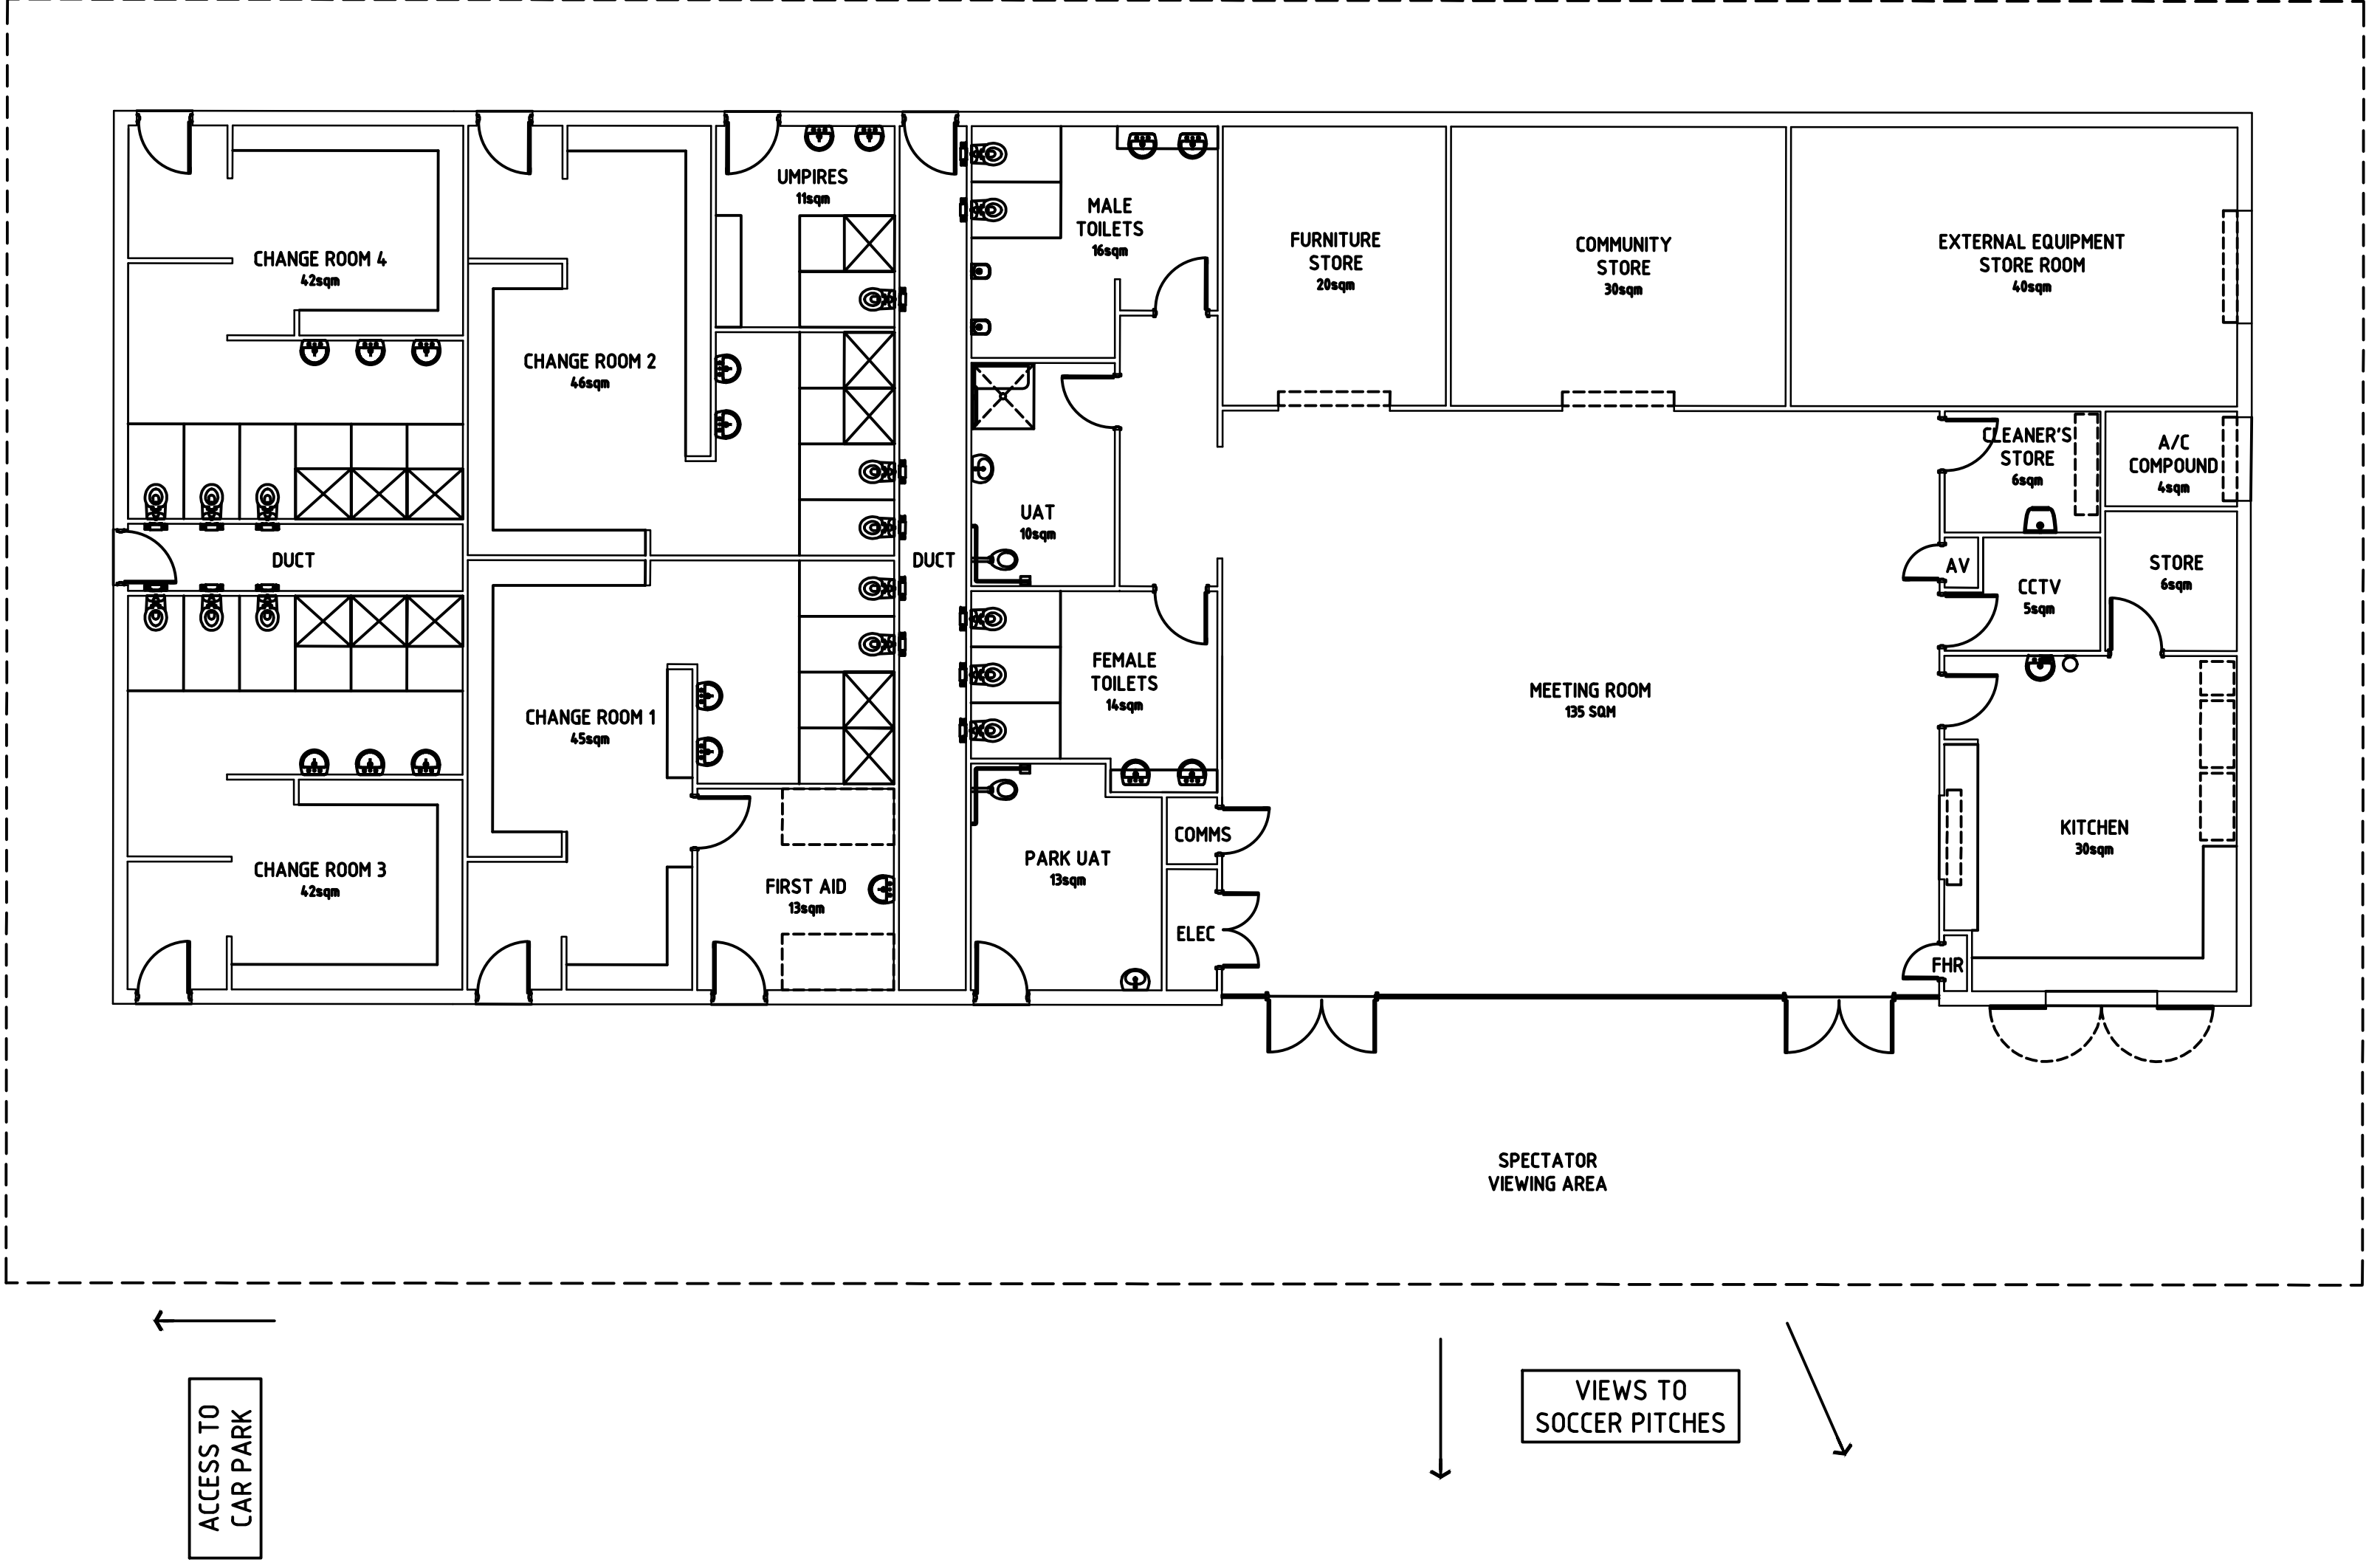 UMPIRES
11sqm
MALE
TOILETS
16sqm
FURNITURE
STORE
20sqm
COMMUNITY
STORE
30sqm
EXTERNAL EQUIPMENT
STORE ROOM
40sqm
CHANGE ROOM 4
42sqm
CHANGE ROOM 2
46sqm
CLEANER'S
STORE
6sqm
A/C
COMPOUND
4sqm
UAT
10sqm
DUCT
DUCT
AV
CCTV
5sqm
STORE
6sqm
FEMALE
TOILETS
14sqm
MEETING ROOM
135 SQM
CHANGE ROOM 1
45sqm
COMMS
KITCHEN
30sqm
CHANGE ROOM 3
42sqm
FIRST AID
13sqm
PARK UAT
13sqm
ELEC
FHR
SPECTATOR
VIEWING AREA
ACCESS TO
CAR PARK
VIEWS TO
SOCCER PITCHES